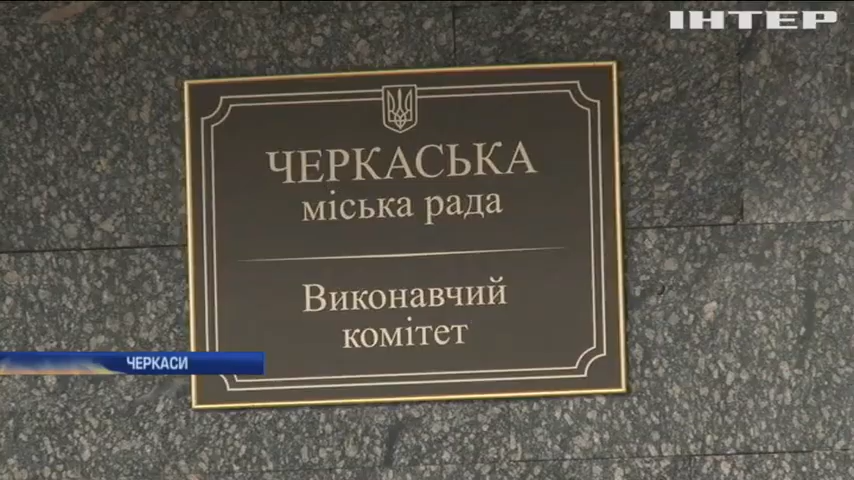 ІНТЕР
ЧЕРКАСЬКА
міська рада
Виконавчий
комітет
ЧЕРКАСИ